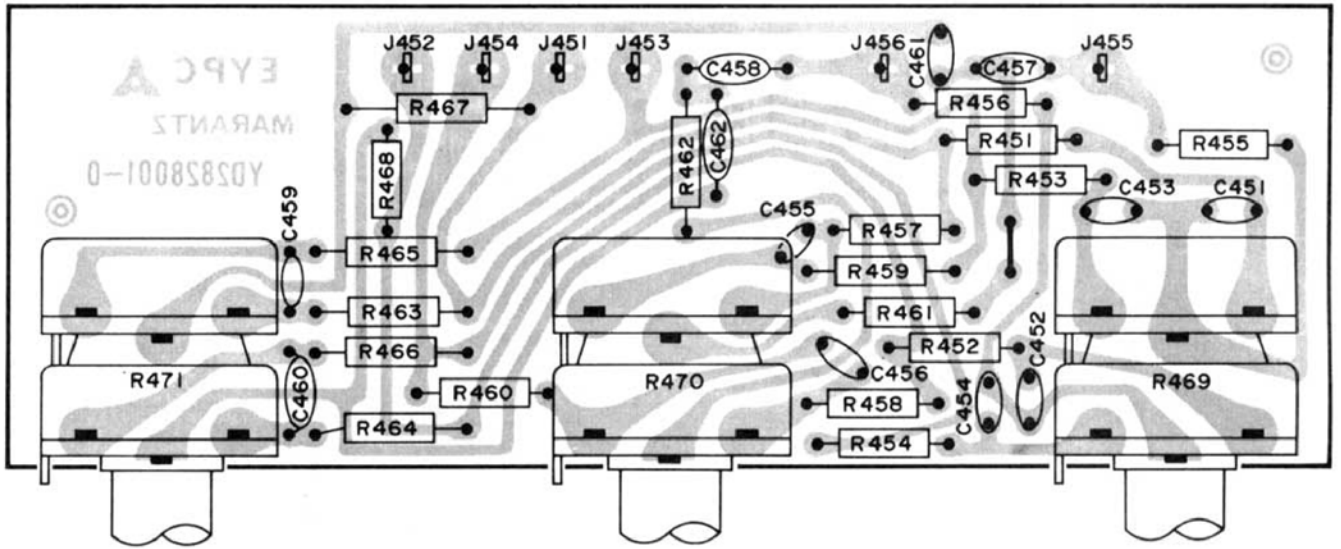 J452 J454 J451 J453 C458 J456 C461 C457 J455
EYPC
MARANTZ
YD2828001-0
R467 R456
R468 R462 C462 R451 R455
R453
C459 C455 C453 C451
R465 R457
R459
R463 R461
R466 R452 C452
R471 C460 R470 C456 R469
R460 R458 C454
R464 R454